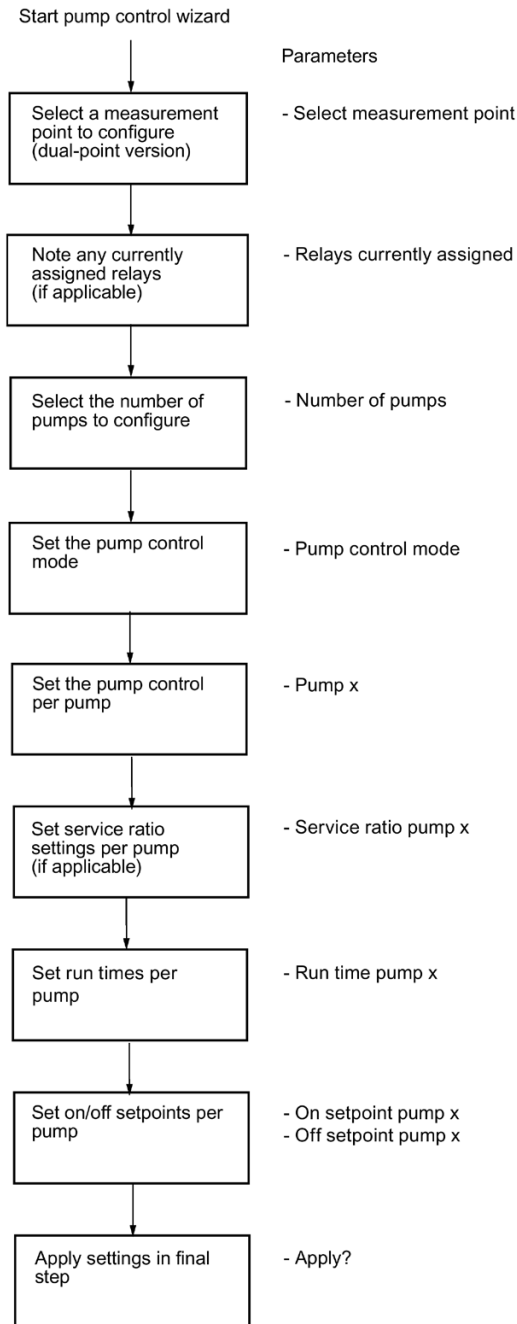 Start pump control wizard
Parameters
Select a measurement
point to configure
(dual-point version)
- Select measurement point
Note any currently
assigned relays
(if applicable)
- Relays currently assigned
Select the number of
pumps to configure
- Number of pumps
Set the pump control
mode
- Pump control mode
Set the pump control
per pump
- Pump x
Set service ratio
settings per pump
(if applicable)
- Service ratio pump x
Set run times per
pump
- Run time pump x
Set on/off setpoints per
pump
- On setpoint pump x
- Off setpoint pump x
Apply settings in final
step
- Apply?